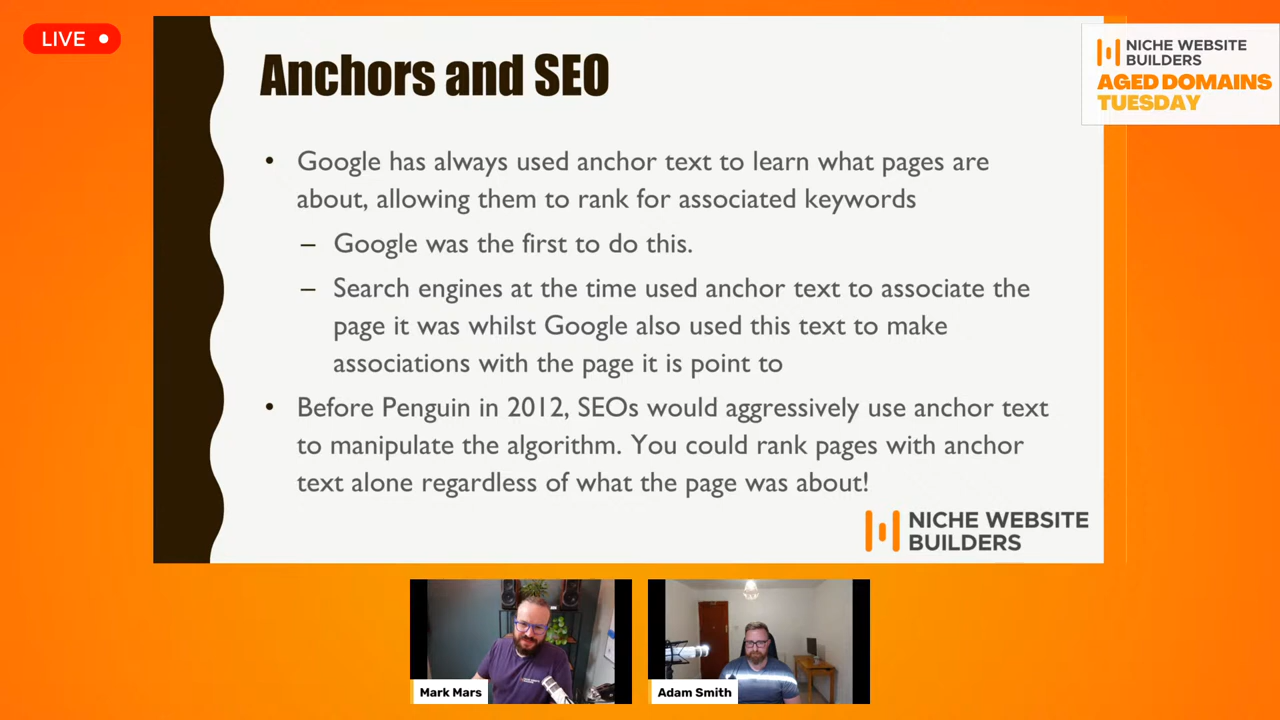 LIVE
NICHE WEBSITE
BUILDERS
AGED DOMAINS
TUESDAY
Anchors and SEO
• Google has always used anchor text to learn what pages are
about, allowing them to rank for associated keywords
– Google was the first to do this.
– Search engines at the time used anchor text to associate the
page it was whilst Google also used this text to make
associations with the page it is point to
• Before Penguin in 2012, SEOs would aggressively use anchor text
to manipulate the algorithm. You could rank pages with anchor
text alone regardless of what the page was about!
NICHE WEBSITE
BUILDERS
Mark Mars
Adam Smith